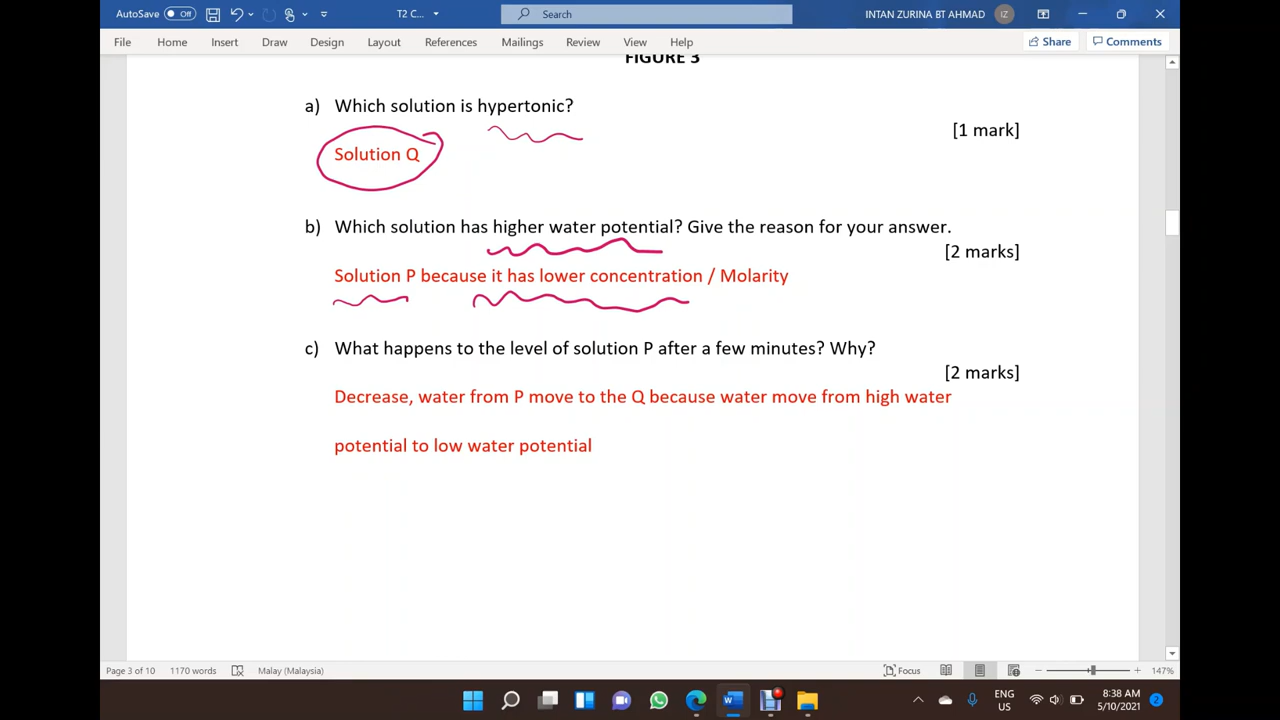 AutoSave Off T2 C... Search INTAN ZURINA BT AHMAD IZ
File Home Insert Draw Design Layout References Mailings Review View Help Share Comments
FIGURE 3
a) Which solution is hypertonic?
[1 mark]
Solution Q
b) Which solution has higher water potential? Give the reason for your answer.
[2 marks]
Solution P because it has lower concentration / Molarity
c) What happens to the level of solution P after a few minutes? Why?
[2 marks]
Decrease, water from P move to the Q because water move from high water
potential to low water potential
Page 3 of 10 1170 words Malay (Malaysia) Focus 147%
ENG 8:38 AM
US 5/10/2021 2